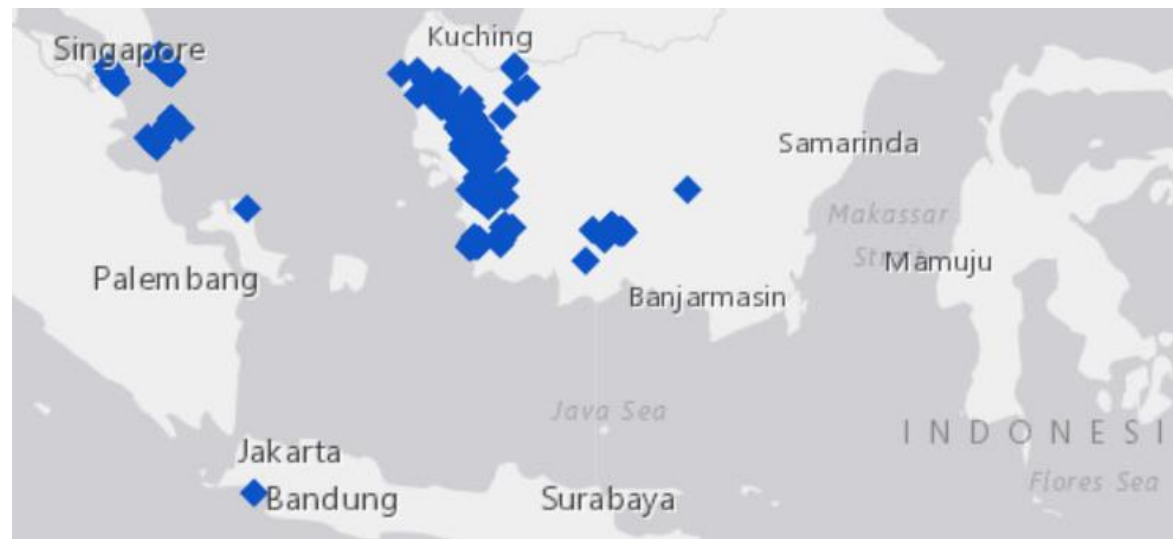 Kuching
Singapore
Samarinda
Makassar
Strait
Mamuju
Palembang
Banjarmasin
Java Sea
INDONESI
Jakarta
Flores Sea
Bandung
Surabaya